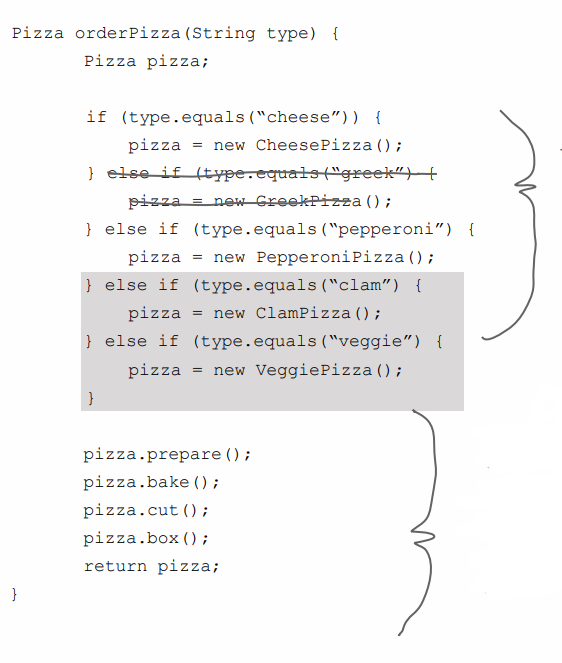 Pizza orderPizza(String type) {
Pizza pizza;
if (type.equals(“cheese”)) {
pizza = new CheesePizza();
} else if (type.equals(“greek”) {
pizza = new GreekPizza();
} else if (type.equals(“pepperoni”) {
pizza = new PepperoniPizza();
} else if (type.equals(“clam”) {
pizza = new ClamPizza();
} else if (type.equals(“veggie”) {
pizza = new VeggiePizza();
}
pizza.prepare();
pizza.bake();
pizza.cut();
pizza.box();
return pizza;
}